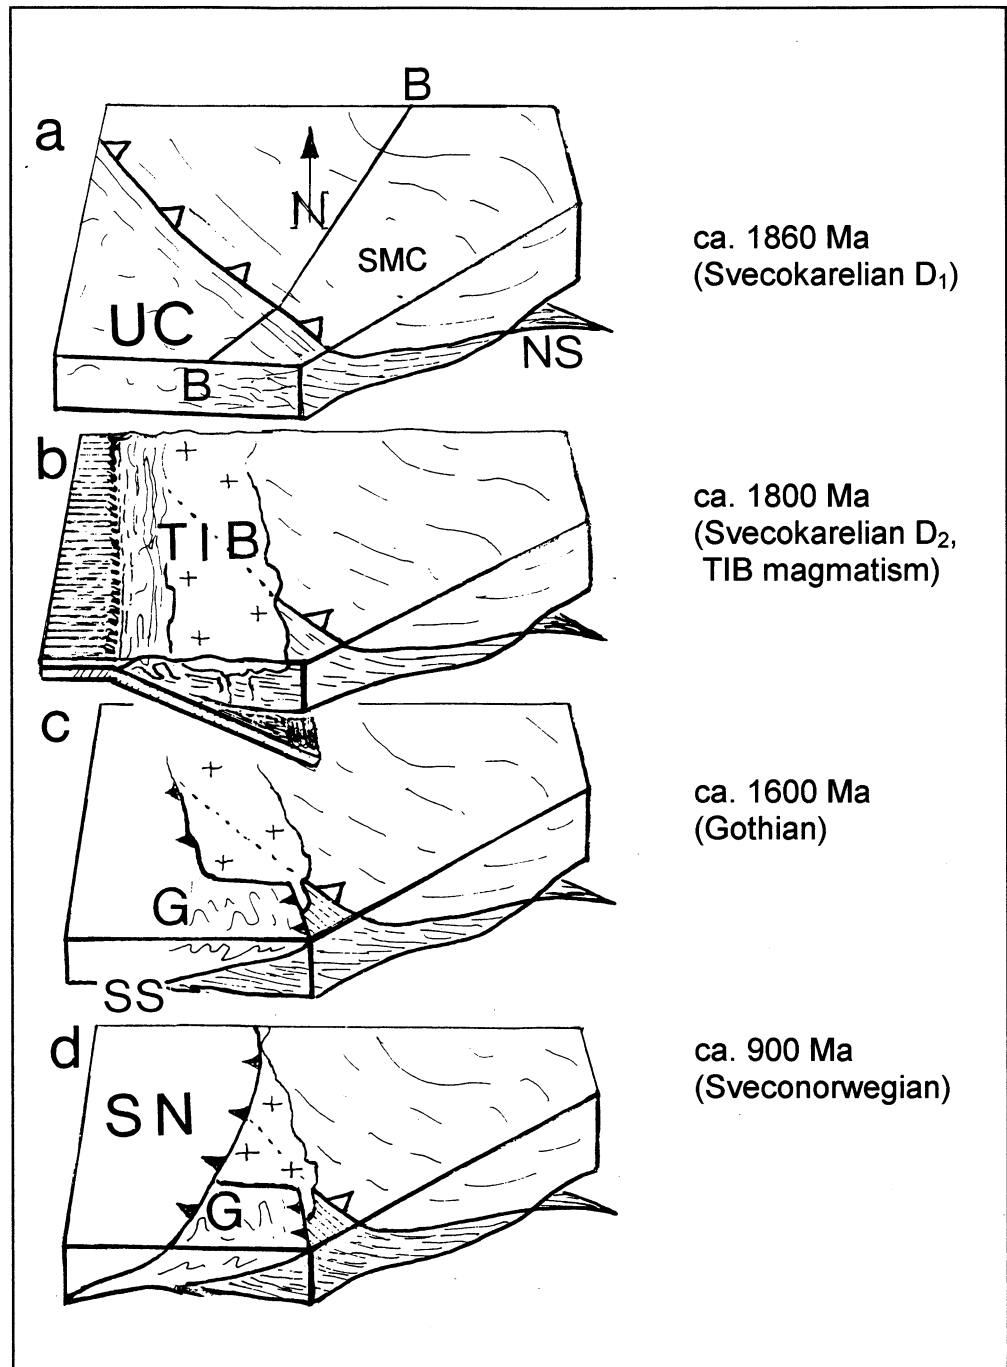 a
B
N
SMC
UC
B
NS
ca. 1860 Ma
(Svecokarelian D₁)
b
TIB
ca. 1800 Ma
(Svecokarelian D₂,
TIB magmatism)
c
G
SS
ca. 1600 Ma
(Gothian)
d
SN
G
ca. 900 Ma
(Sveconorwegian)